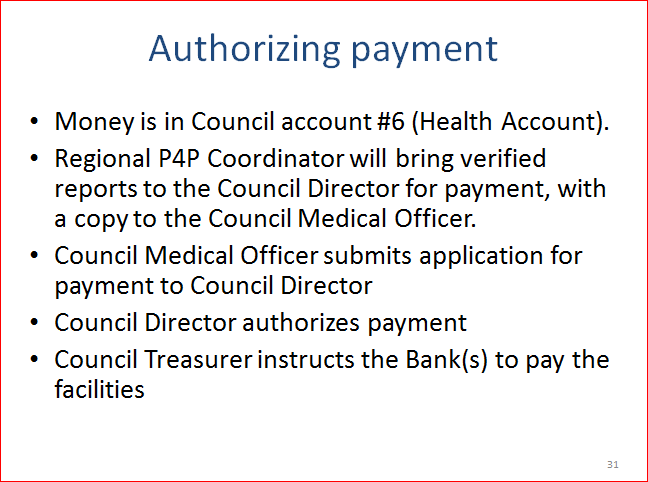 Authorizing payment
• Money is in Council account #6 (Health Account).
• Regional P4P Coordinator will bring verified
reports to the Council Director for payment, with
a copy to the Council Medical Officer.
• Council Medical Officer submits application for
payment to Council Director
• Council Director authorizes payment
• Council Treasurer instructs the Bank(s) to pay the
facilities
31